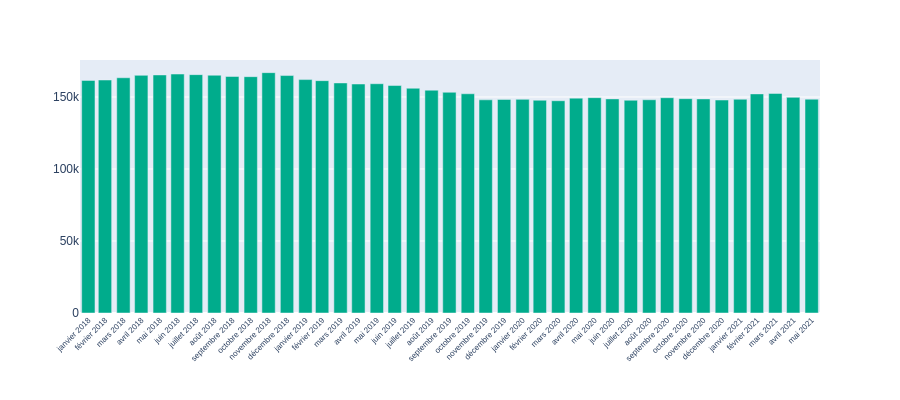 150k
100k
50k
0
janvier 2018
février 2018
mars 2018
avril 2018
mai 2018
juin 2018
juillet 2018
août 2018
septembre 2018
octobre 2018
novembre 2018
décembre 2018
janvier 2019
février 2019
mars 2019
avril 2019
mai 2019
juin 2019
juillet 2019
août 2019
septembre 2019
octobre 2019
novembre 2019
décembre 2019
janvier 2020
février 2020
mars 2020
avril 2020
mai 2020
juin 2020
juillet 2020
août 2020
septembre 2020
octobre 2020
novembre 2020
décembre 2020
janvier 2021
février 2021
mars 2021
avril 2021
mai 2021